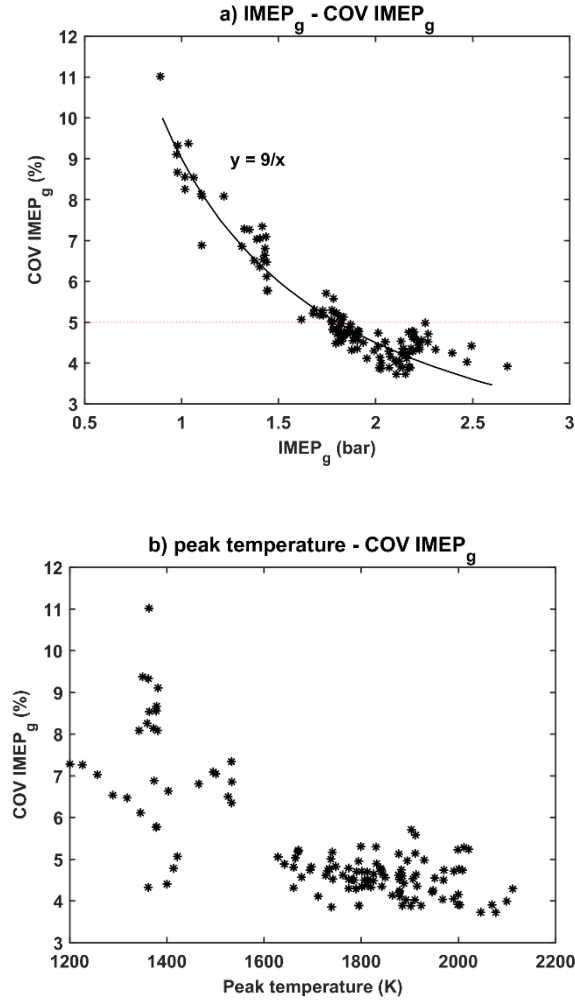 a) IMEPg - COV IMEPg
12
11
10
9
8
7
6
5
4
3
COV IMEPg (%)
y = 9/x
0.5 1 1.5 2 2.5 3
IMEPg (bar)
b) peak temperature - COV IMEPg
12
11
10
9
8
7
6
5
4
3
COV IMEPg (%)
1200 1400 1600 1800 2000 2200
Peak temperature (K)